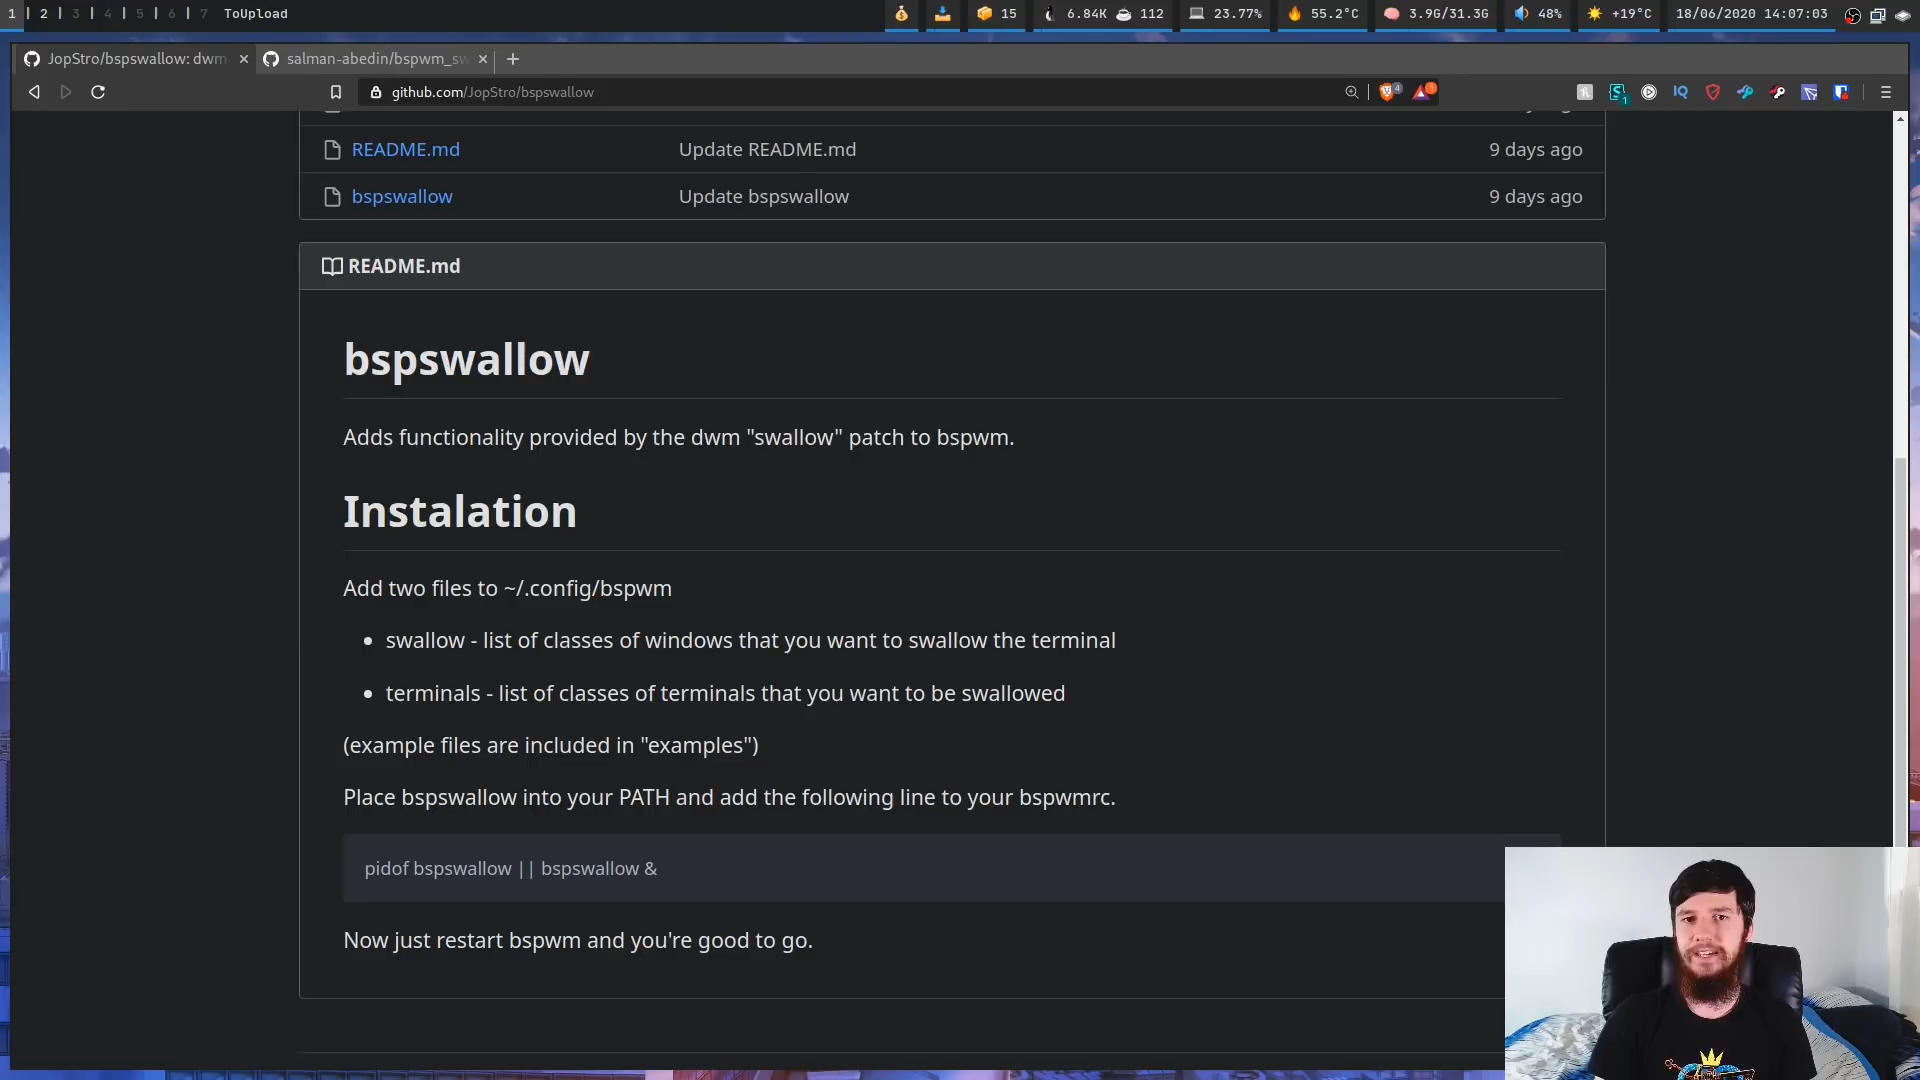 1 | 2 | 3 | 4 | 5 | 6 | 7 ToUpload
15 6.84K 112 23.77% 55.2°C 3.9G/31.3G 48% +19°C 18/06/2020 14:07:03
JopStro/bspswallow: dwm salman-abedin/bspwm_sw
github.com/JopStro/bspswallow
README.md Update README.md 9 days ago
bspswallow Update bspswallow 9 days ago
README.md
bspswallow
Adds functionality provided by the dwm "swallow" patch to bspwm.
Instalation
Add two files to ~/.config/bspwm
• swallow - list of classes of windows that you want to swallow the terminal
• terminals - list of classes of terminals that you want to be swallowed
(example files are included in "examples")
Place bspswallow into your PATH and add the following line to your bspwmrc.
pidof bspswallow || bspswallow &
Now just restart bspwm and you're good to go.